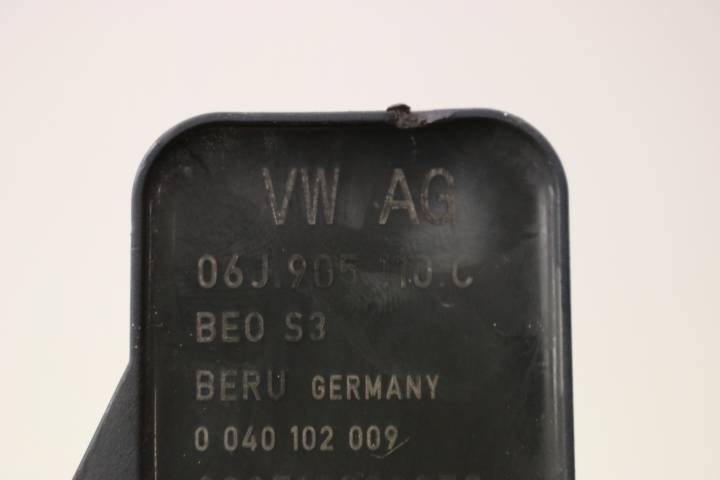 VW AG
06J.905 110.C
BEO S3
BERU GERMANY
0 040 102 009